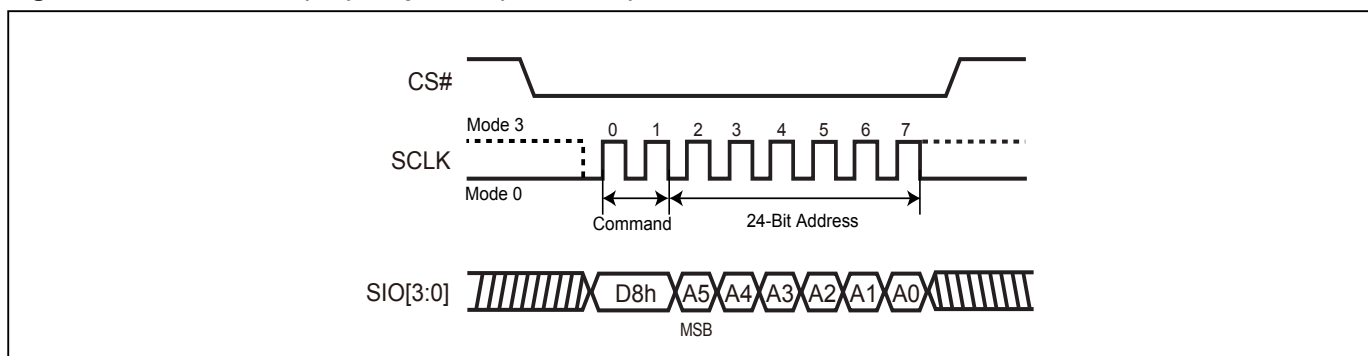 CS#
Mode 3
0 1 2 3 4 5 6 7
SCLK
Mode 0
Command 24-Bit Address
SIO[3:0] D8h A5 A4 A3 A2 A1 A0
MSB